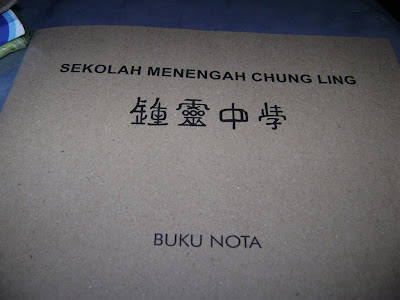 SEKOLAH MENENGAH CHUNG LING
鍾靈中學
BUKU NOTA